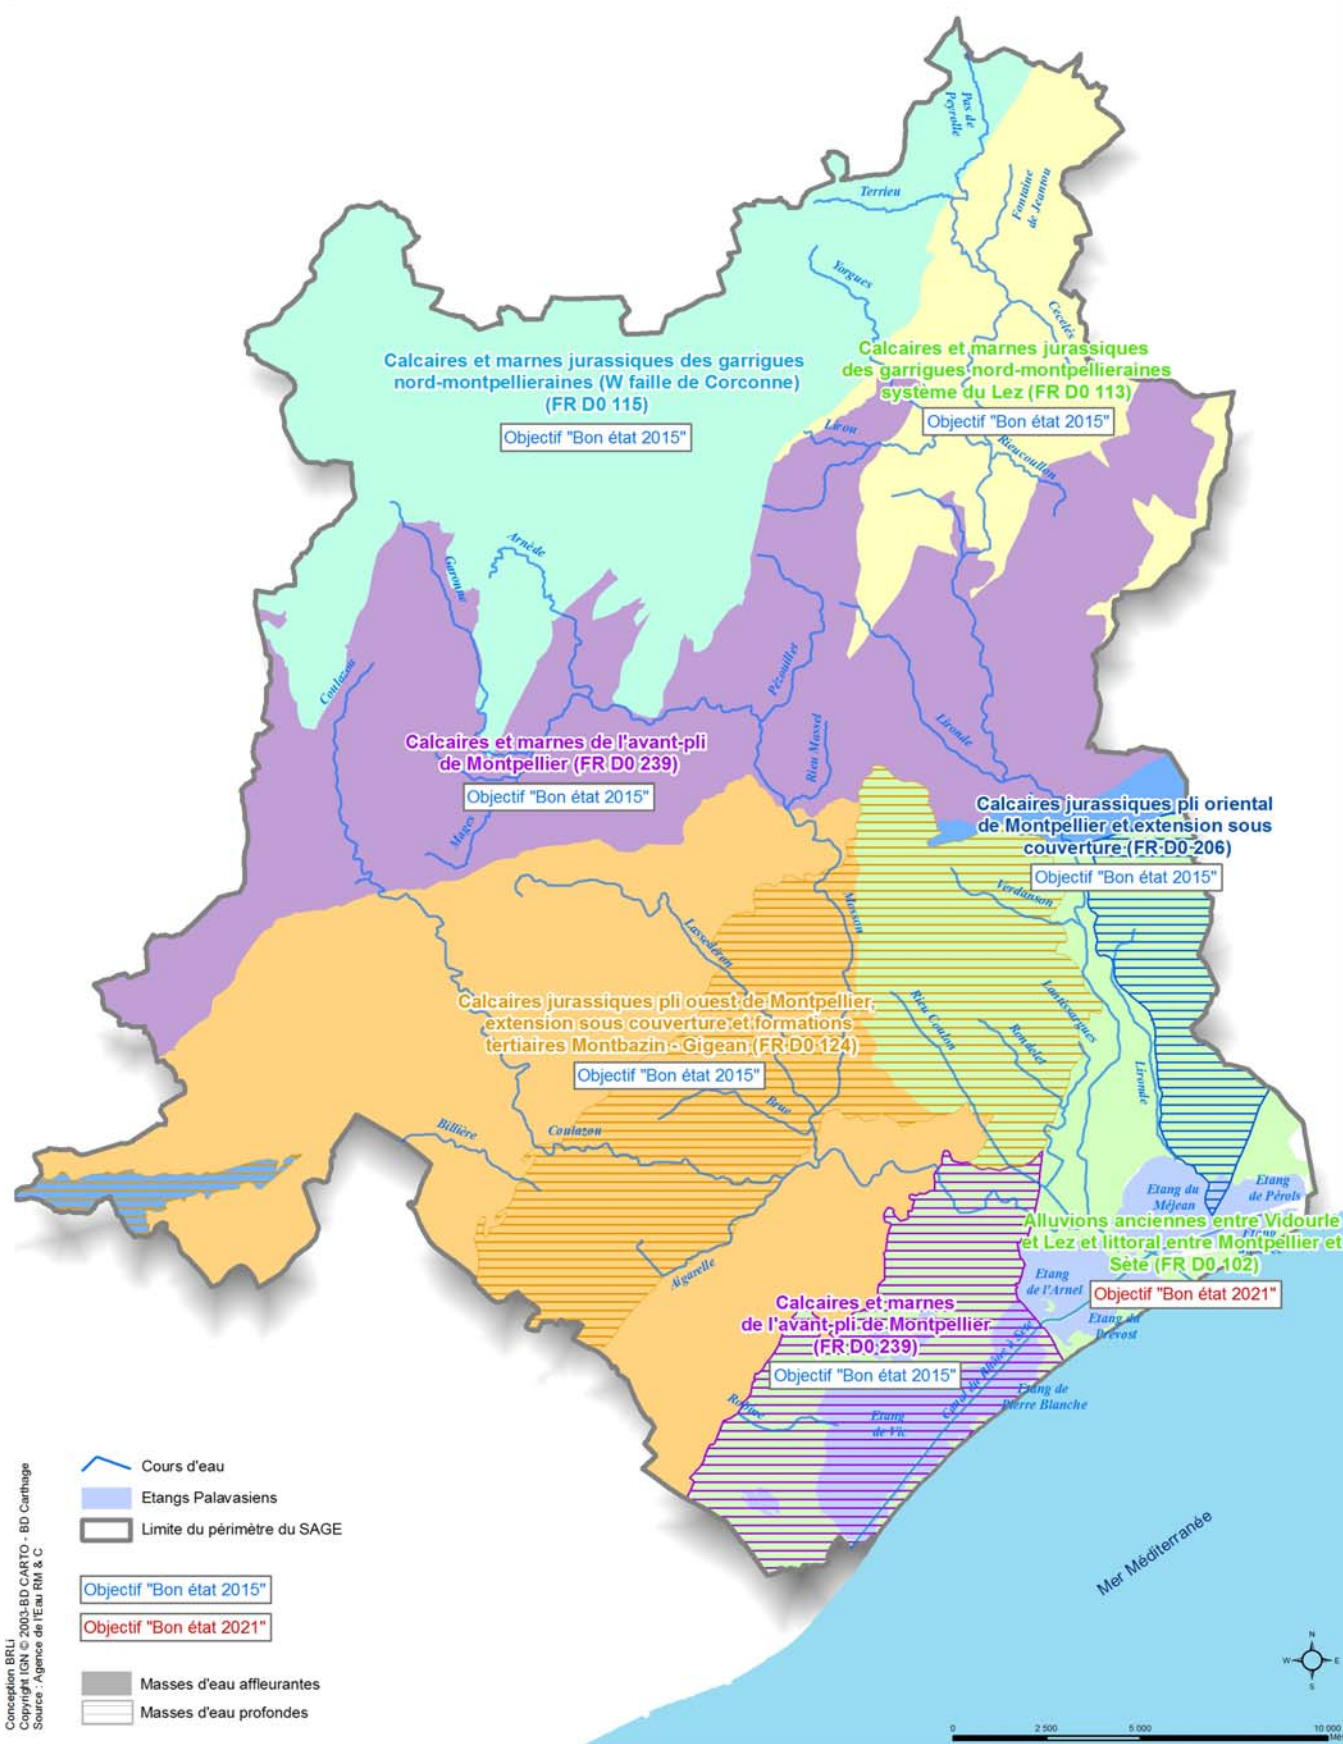 Pas de
Peyrolle
Terrieu
Fontaine
de Jeantou
Yorgues
Cecelés
Calcaires et marnes jurassiques des garrigues
nord-montpellieraines (W faille de Corconne)
(FR D0 115)
Objectif "Bon état 2015"
Calcaires et marnes jurassiques
des garrigues nord-montpellieraines
système du Lez (FR D0 113)
Objectif "Bon état 2015"
Lirou
Rieucoullon
Arnède
Garonne
Coulazou
Pézouillet
Rieu Massel
Lironde
Calcaires et marnes de l'avant-pli
de Montpellier (FR D0 239)
Objectif "Bon état 2015"
Mages
Calcaires jurassiques pli oriental
de Montpellier et extension sous
couverture (FR D0 206)
Objectif "Bon état 2015"
Verdanson
Mosson
Lassedéron
Calcaires jurassiques pli ouest de Montpellier,
extension sous couverture et formations
tertiaires Montbazin - Gigean (FR D0 124)
Objectif "Bon état 2015"
Rieu Coulon
Rondelet
Lantissargues
Lironde
Brue
Billière
Coulazou
Aigarelle
Etang du
Méjean
Etang
de Pérols
Alluvions anciennes entre Vidourle
et Lez et littoral entre Montpellier et
Sète (FR D0 102)
Objectif "Bon état 2021"
Etang
de l'Arnel
Etang du
Prévost
Calcaires et marnes
de l'avant-pli de Montpellier
(FR D0 239)
Objectif "Bon état 2015"
Canal du Rhône à Sète
Etang de
Pierre Blanche
Robine
Etang
de Vic
Mer Méditerranée
Cours d'eau
Etangs Palavasiens
Limite du périmètre du SAGE
Objectif "Bon état 2015"
Objectif "Bon état 2021"
Masses d'eau affleurantes
Masses d'eau profondes
Conception BRLi
Copyright IGN © 2003-BD CARTO - BD Carthage
Source : Agence de l'Eau RM & C
N
W E
S
0 2 500 5 000 10 000